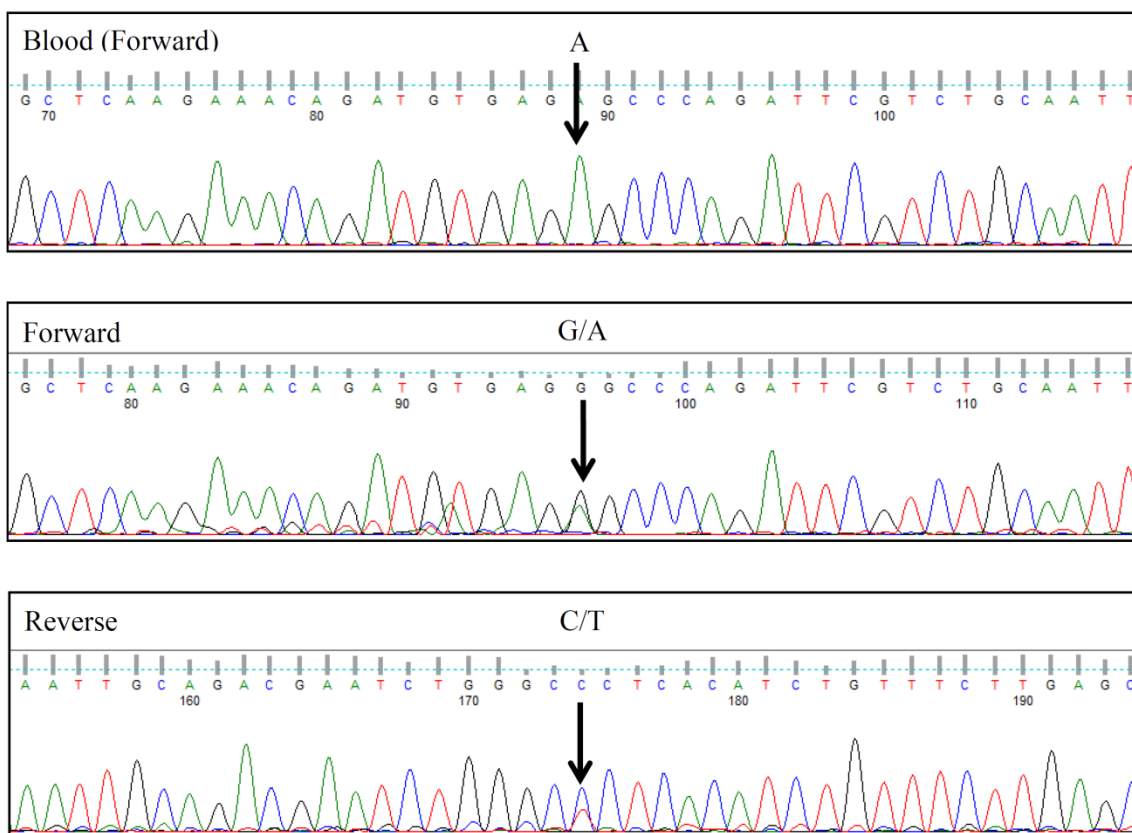 Blood (Forward) A
G C T C A A G A A A C A G A T G T G A G A G C C C A G A T T C G T C T G C A A T T
70 80 90 100
Forward G/A
G C T C A A G A A A C A G A T G T G A G G G C C C A G A T T C G T C T G C A A T T
80 90 100 110
Reverse C/T
A A T T G C A G A C G A A T C T G G G C C C T C A C A T C T G T T T C T T G A G C
160 170 180 190